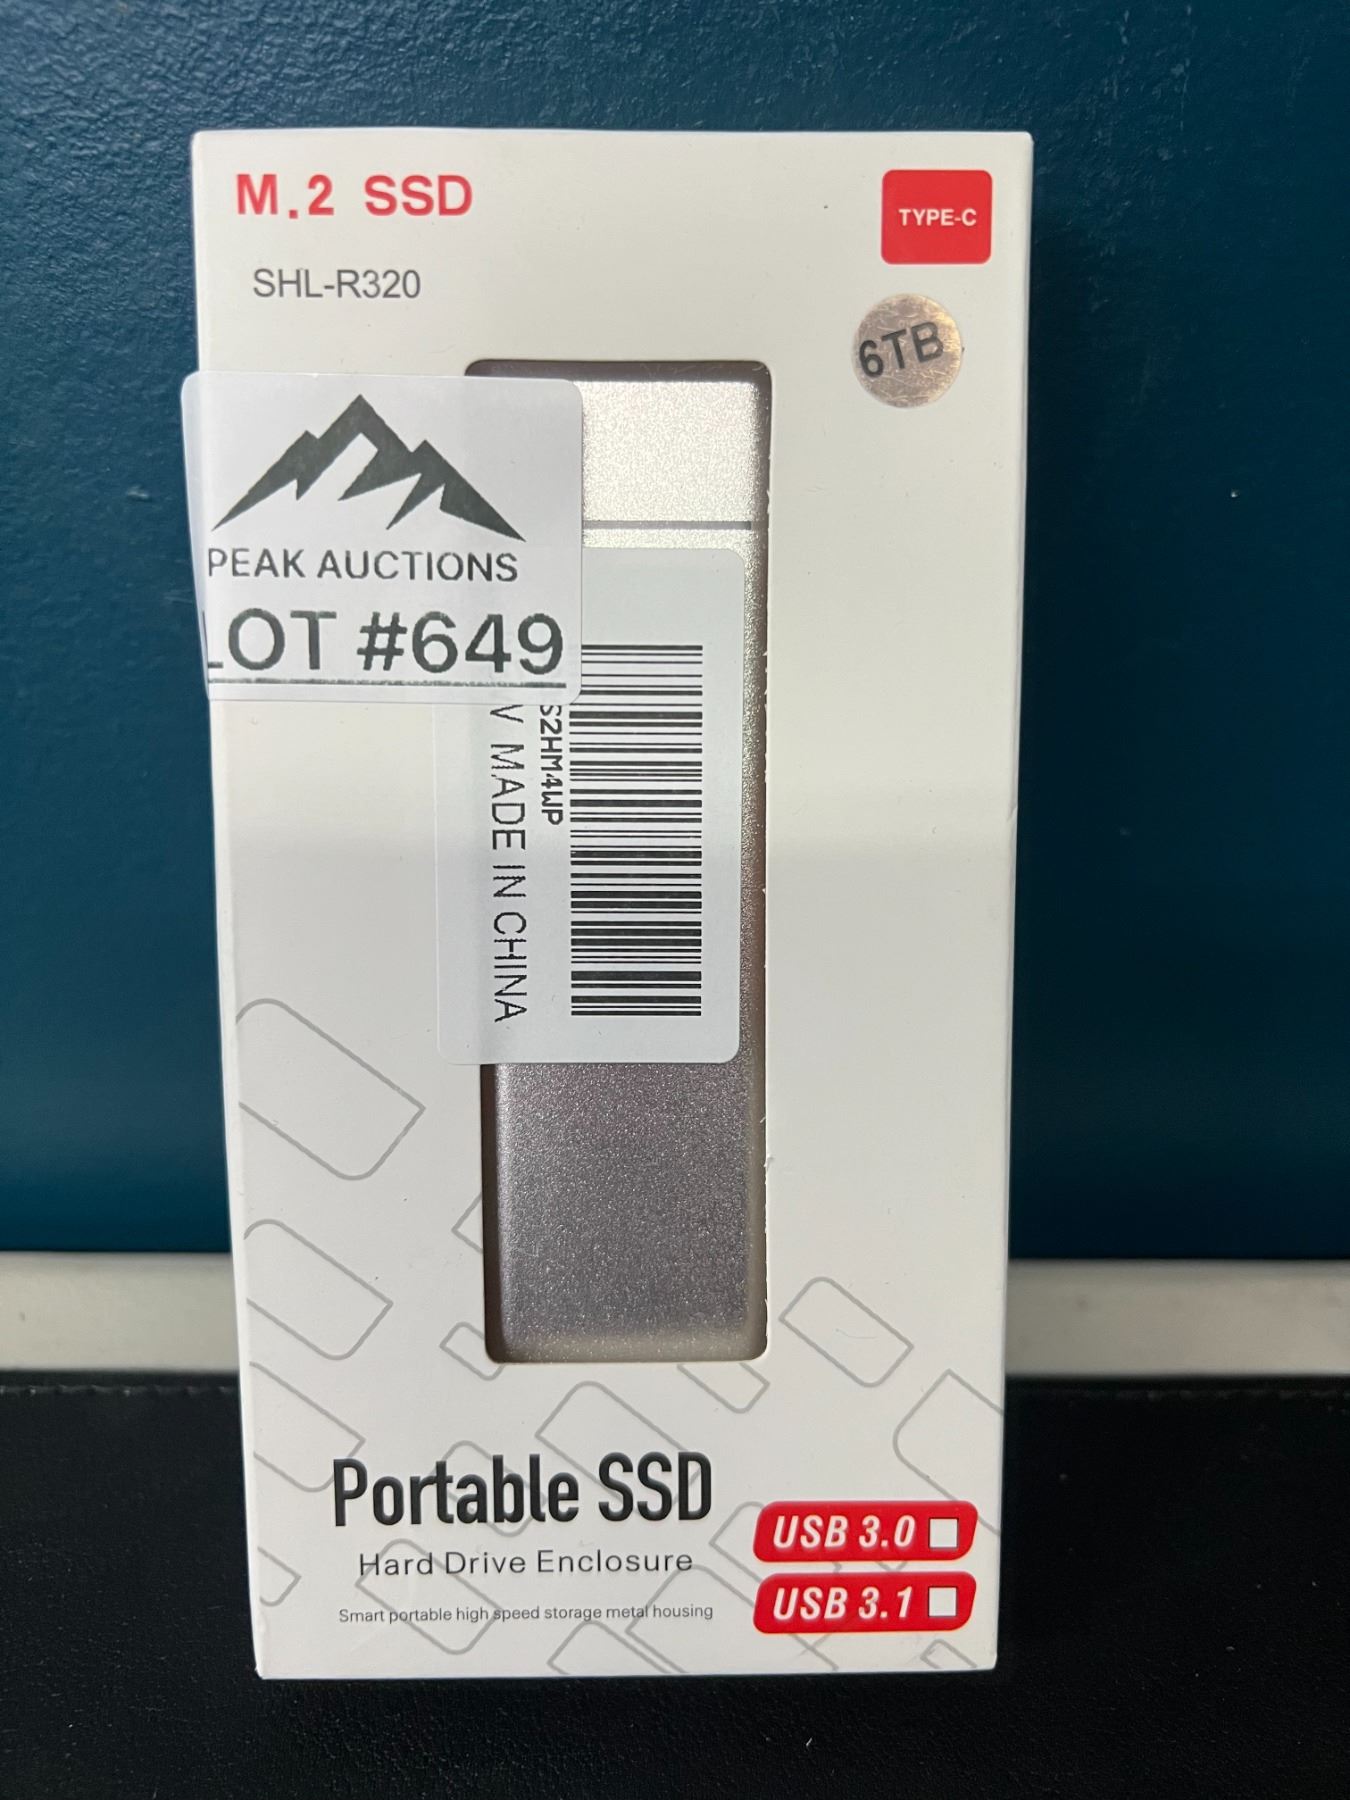 M.2 SSD
TYPE-C
SHL-R320
6TB
PEAK AUCTIONS
LOT #649
S2HM4WP
MADE IN CHINA
Portable SSD
Hard Drive Enclosure
Smart portable high speed storage metal housing
USB 3.0
USB 3.1